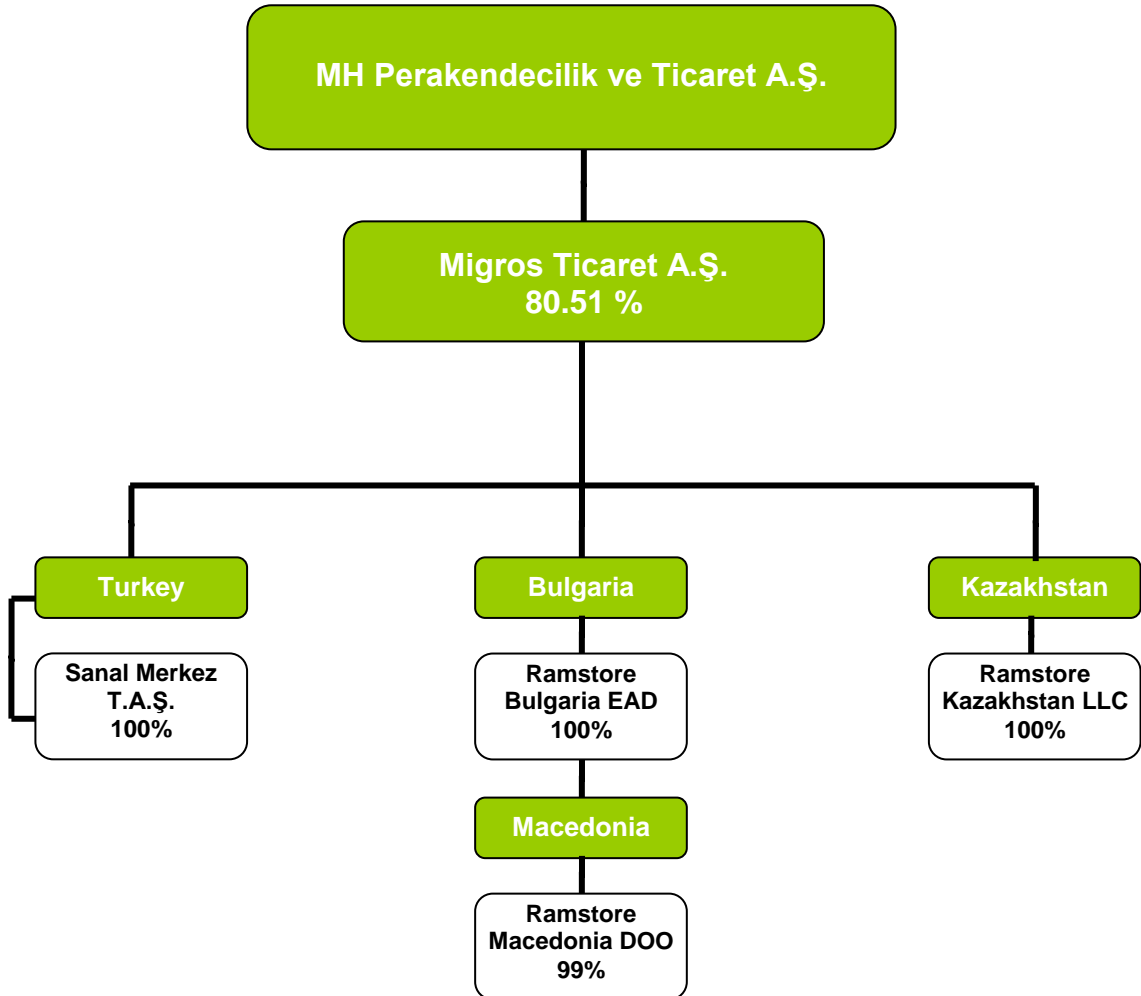 MH Perakendecilik ve Ticaret A.Ş.
Migros Ticaret A.Ş.
80.51 %
Turkey
Bulgaria
Kazakhstan
Sanal Merkez
T.A.Ş.
100%
Ramstore
Bulgaria EAD
100%
Ramstore
Kazakhstan LLC
100%
Macedonia
Ramstore
Macedonia DOO
99%